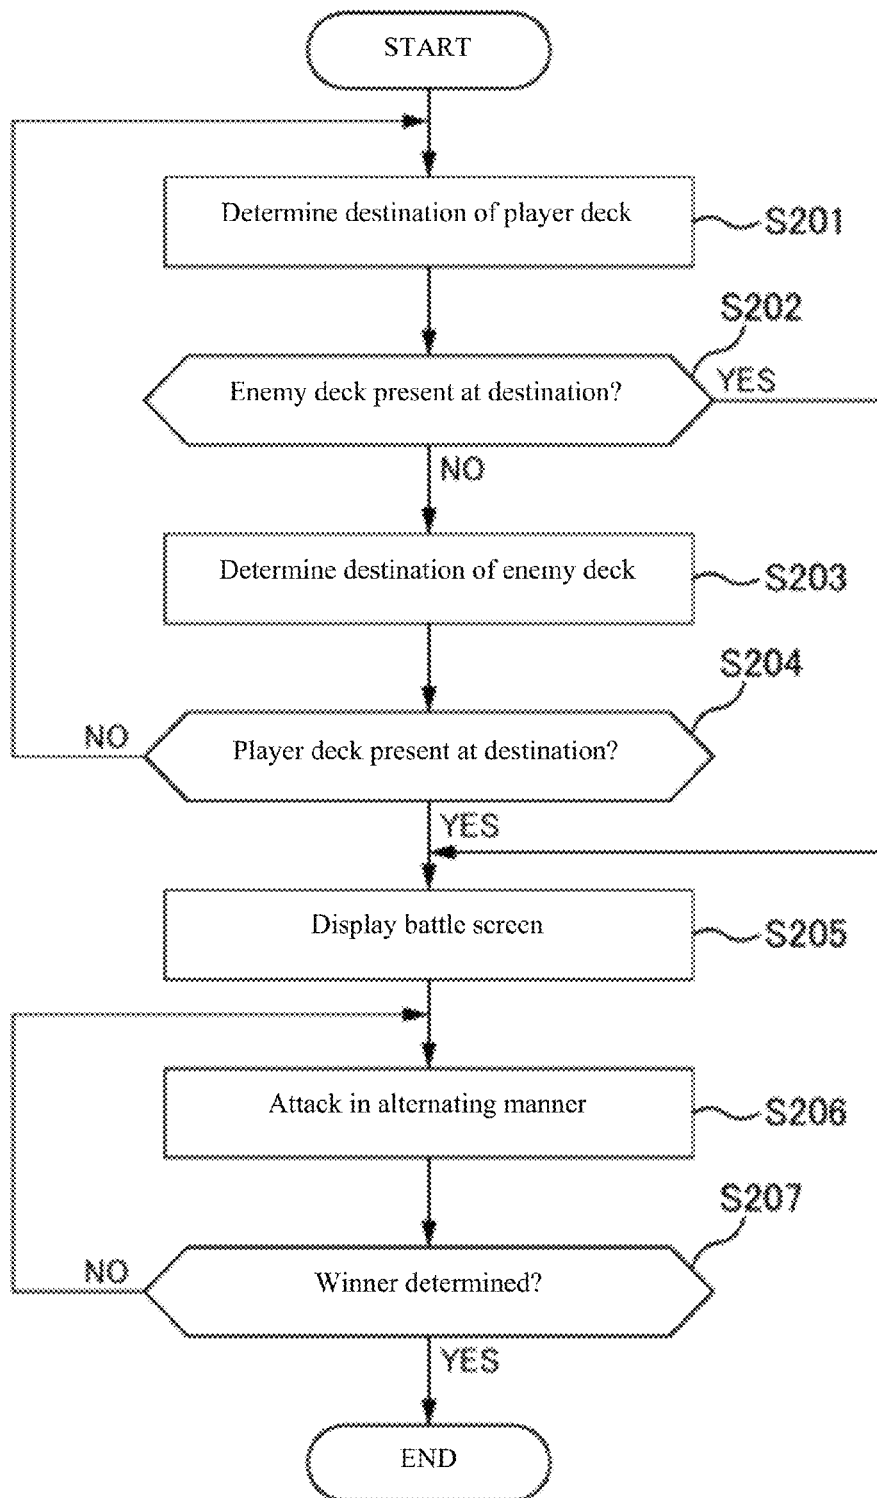 START
Determine destination of player deck
S201
S202
Enemy deck present at destination?
YES
NO
Determine destination of enemy deck
S203
S204
Player deck present at destination?
NO
YES
Display battle screen
S205
Attack in alternating manner
S206
S207
Winner determined?
NO
YES
END